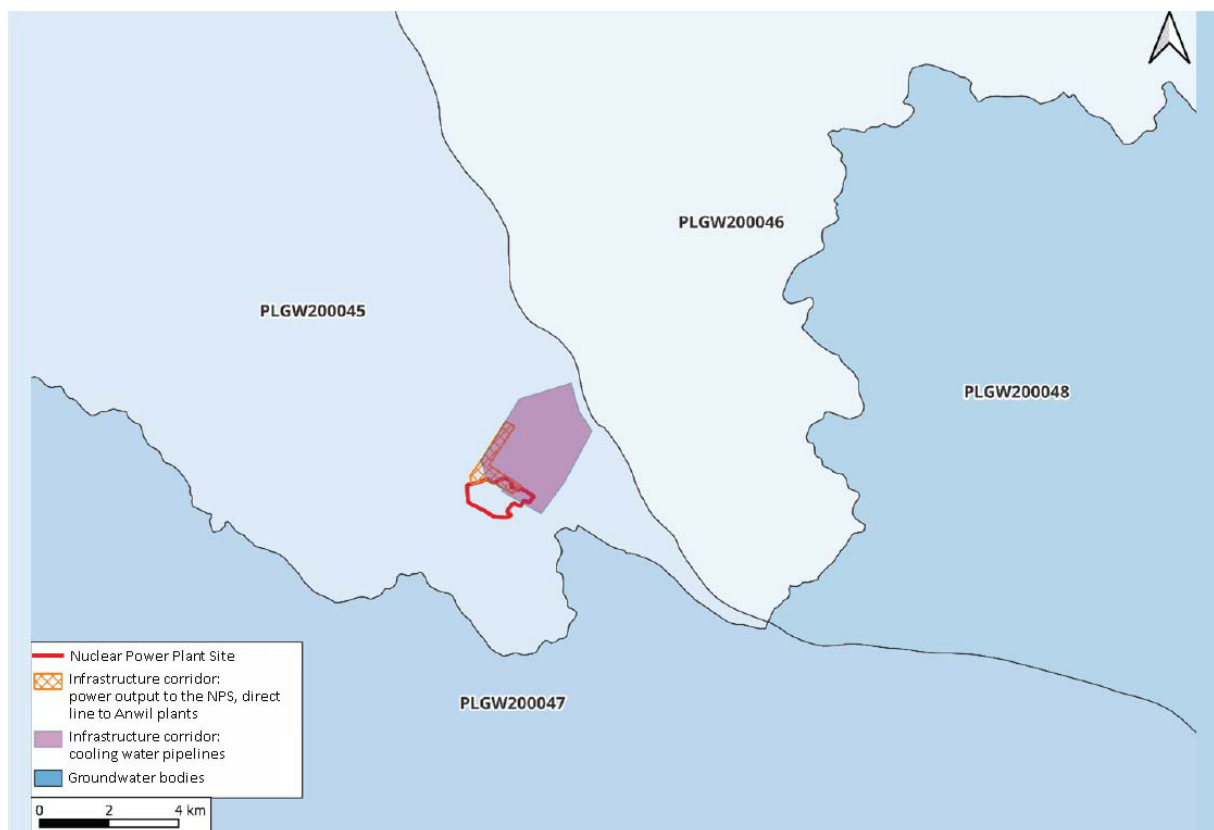 PLGW200046
PLGW200045
PLGW200048
PLGW200047
Nuclear Power Plant Site
Infrastructure corridor:
power output to the NPS, direct
line to Anwil plants
Infrastructure corridor:
cooling water pipelines
Groundwater bodies
0 2 4 km